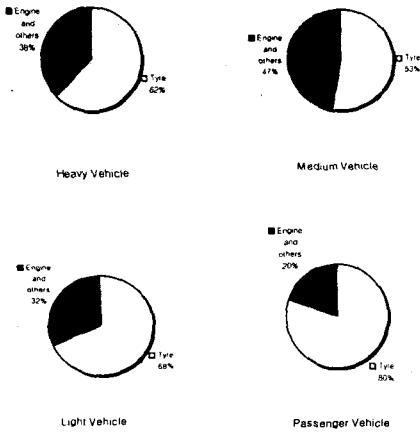 Engine
and
others
38%
Tyre
62%
Heavy Vehicle
Engine
and
others
47%
Tyre
53%
Medium Vehicle
Engine
and
others
32%
Tyre
68%
Light Vehicle
Engine
and
others
20%
Tyre
80%
Passenger Vehicle